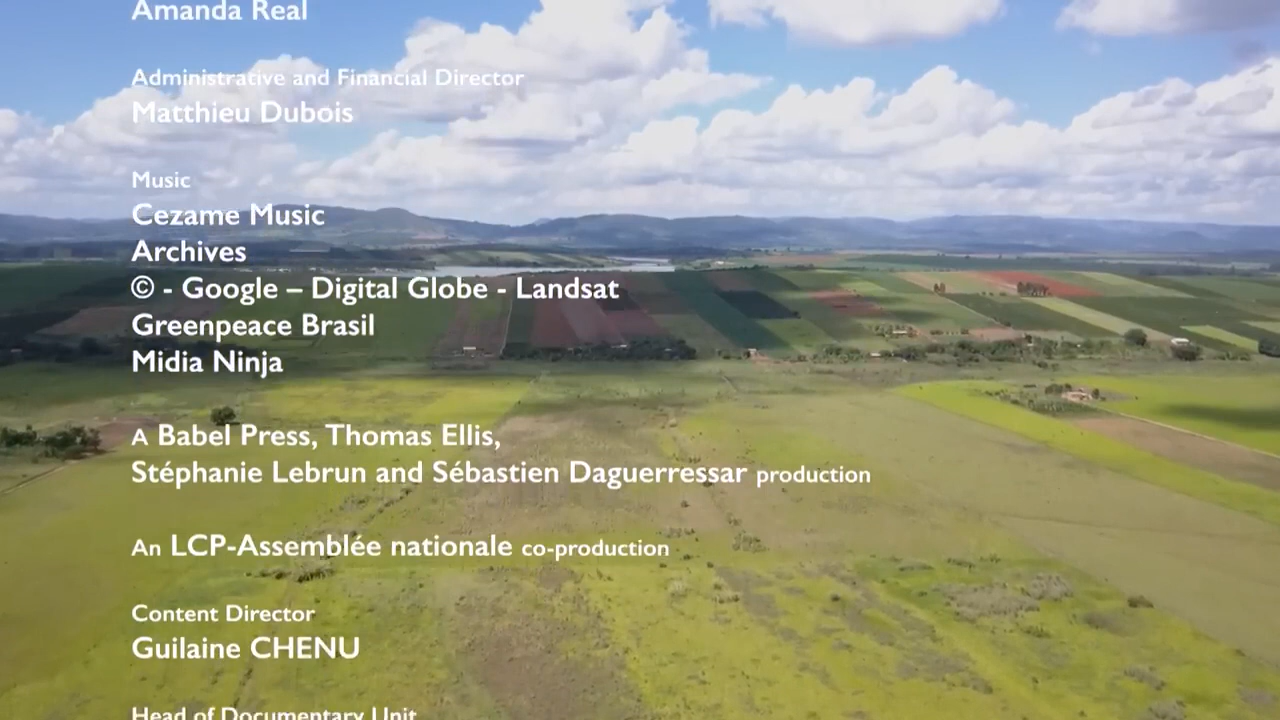 Amanda Real
Administrative and Financial Director
Matthieu Dubois
Music
Cezame Music
Archives
© - Google – Digital Globe - Landsat
Greenpeace Brasil
Midia Ninja
A Babel Press, Thomas Ellis,
Stéphanie Lebrun and Sébastien Daguerressar production
An LCP-Assemblée nationale co-production
Content Director
Guilaine CHENU
Head of Documentary Unit